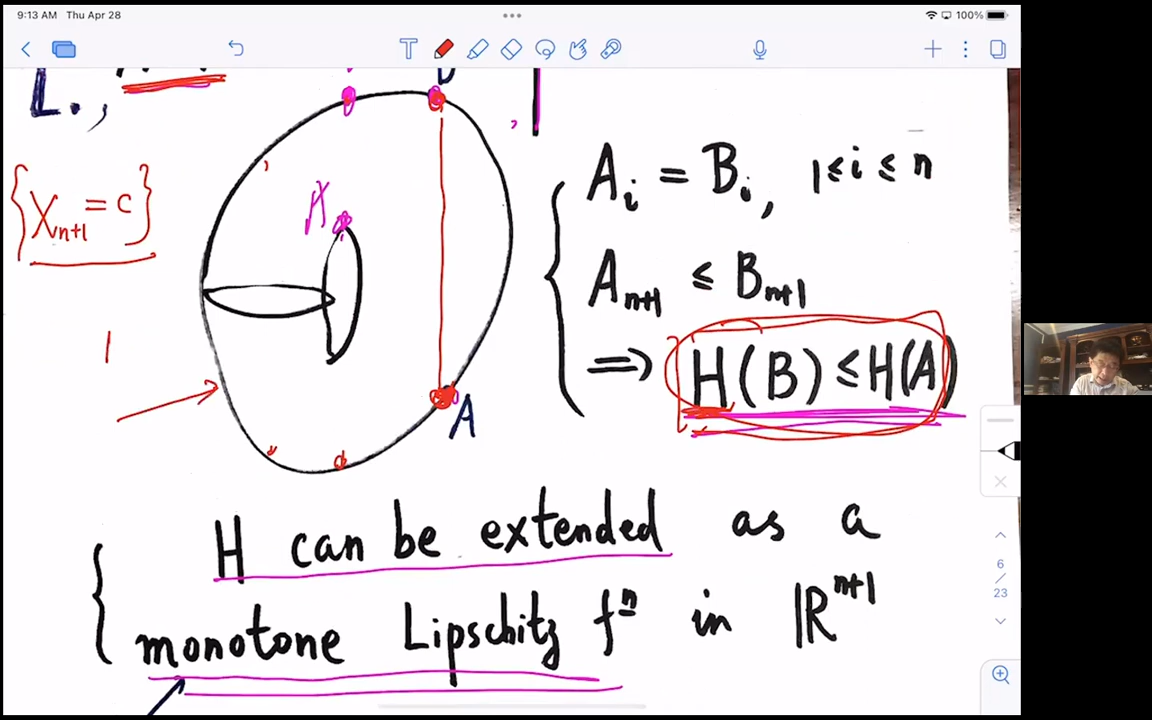 9:13 AM Thu Apr 28
100%
T
L.,
B
{X_{n+1} = C}
A
A
A_i = B_i, 1 ≤ i ≤ n
A_{n+1} ≤ B_{n+1}
⇒ H(B) ≤ H(A)
H can be extended as a
monotone Lipschitz f^n in ℝ^{n+1}
6
/
23